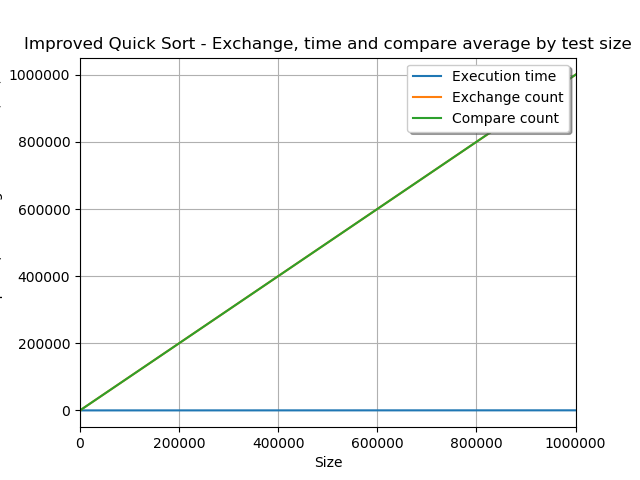 Improved Quick Sort - Exchange, time and compare average by test size
1000000
800000
600000
400000
200000
0
Execution time
Exchange count
Compare count
0 200000 400000 600000 800000 1000000
Size